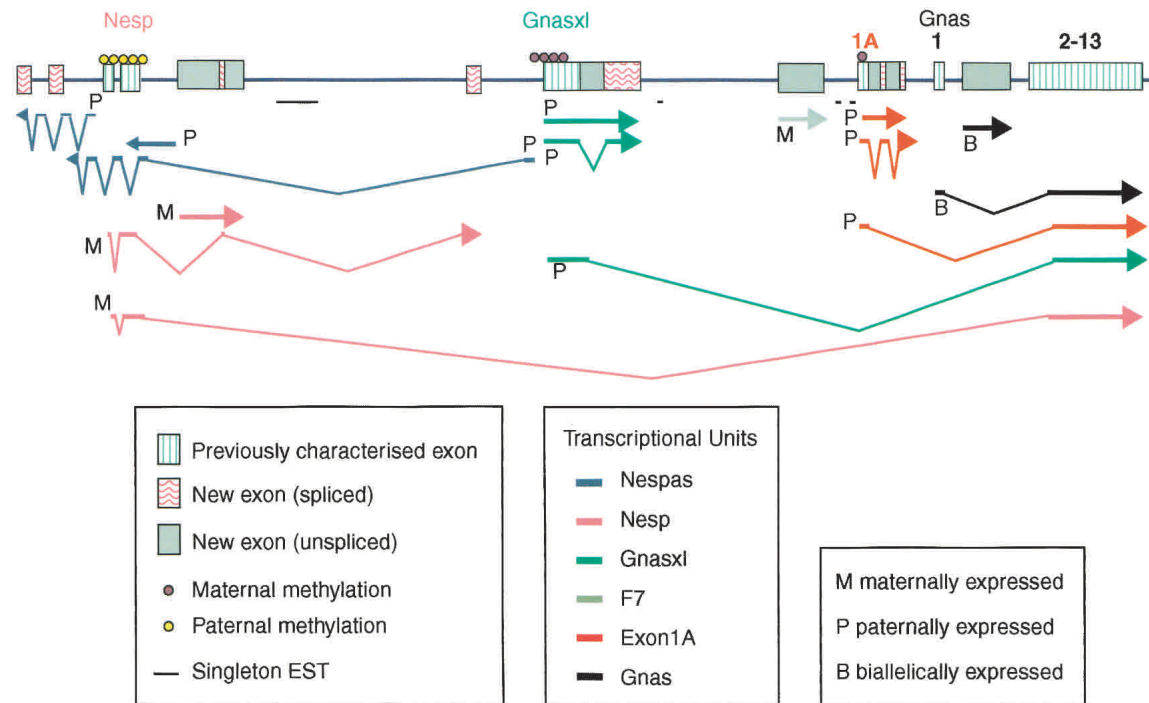 Nesp Gnasxl Gnas
1A 1 2-13
P P M P B
P P P P
M B
M P
P
M
Previously characterised exon
New exon (spliced)
New exon (unspliced)
Maternal methylation
Paternal methylation
Singleton EST
Transcriptional Units
Nespas
Nesp
Gnasxl
F7
Exon1A
Gnas
M maternally expressed
P paternally expressed
B biallelically expressed